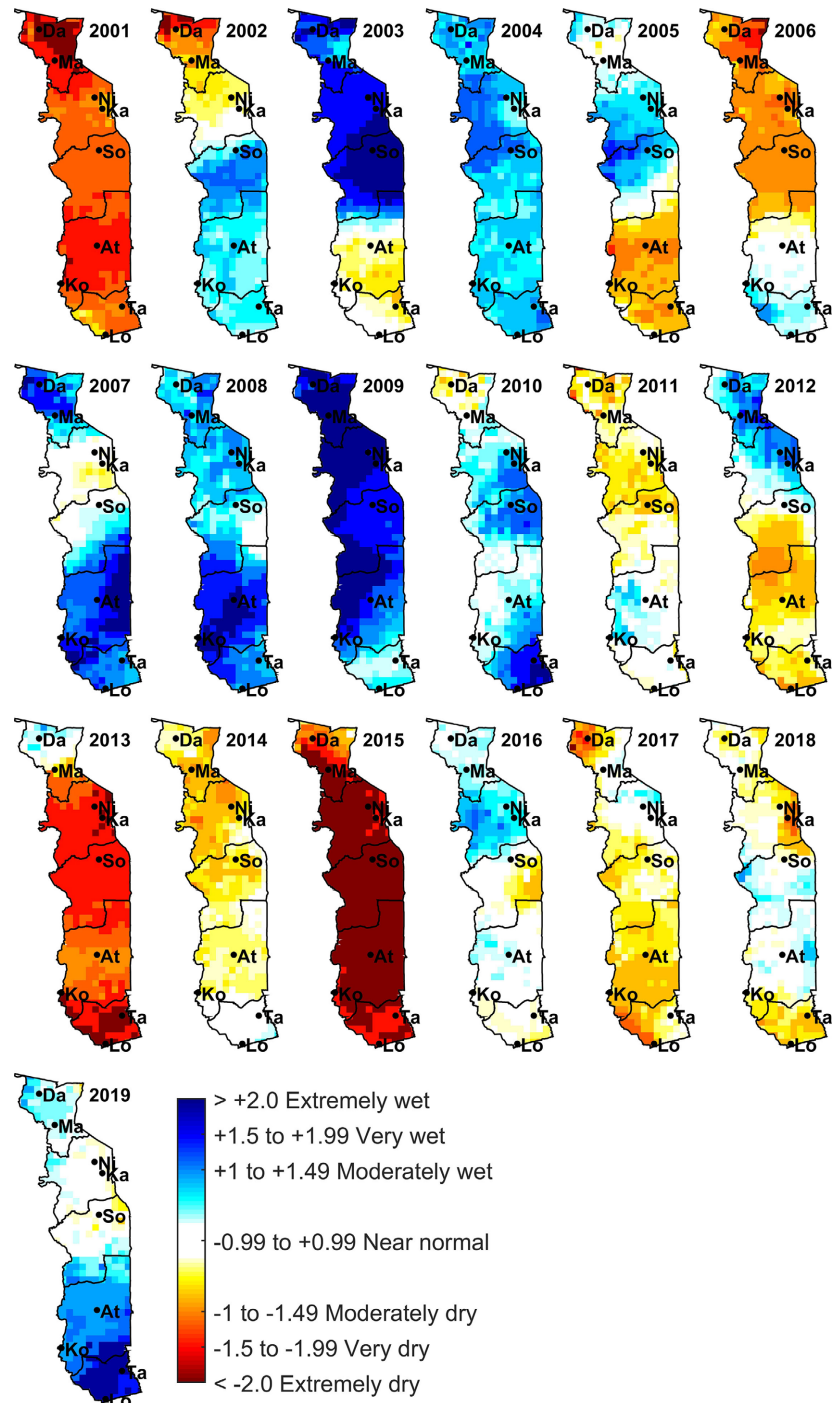 Da 2001
Ma
Ni
Ka
So
At
Ko
Ta
Lo
Da 2002
Ma
Ni
Ka
So
At
Ko
Ta
Lo
Da 2003
Ma
Ni
Ka
So
At
Ko
Ta
Lo
Da 2004
Ma
Ni
Ka
So
At
Ko
Ta
Lo
Da 2005
Ma
Ni
Ka
So
At
Ko
Ta
Lo
Da 2006
Ma
Ni
Ka
So
At
Ko
Ta
Lo
Da 2007
Ma
Ni
Ka
So
At
Ko
Ta
Lo
Da 2008
Ma
Ni
Ka
So
At
Ko
Ta
Lo
Da 2009
Ma
Ni
Ka
So
At
Ko
Ta
Lo
Da 2010
Ma
Ni
Ka
So
At
Ko
Ta
Lo
Da 2011
Ma
Ni
Ka
So
At
Ko
Ta
Lo
Da 2012
Ma
Ni
Ka
So
At
Ko
Ta
Lo
Da 2013
Ma
Ni
Ka
So
At
Ko
Ta
Lo
Da 2014
Ma
Ni
Ka
So
At
Ko
Ta
Lo
Da 2015
Ma
Ni
Ka
So
At
Ko
Ta
Lo
Da 2016
Ma
Ni
Ka
So
At
Ko
Ta
Lo
Da 2017
Ma
Ni
Ka
So
At
Ko
Ta
Lo
Da 2018
Ma
Ni
Ka
So
At
Ko
Ta
Lo
Da 2019
Ma
Ni
Ka
So
At
Ko
Ta
Lo
> +2.0 Extremely wet
+1.5 to +1.99 Very wet
+1 to +1.49 Moderately wet
-0.99 to +0.99 Near normal
-1 to -1.49 Moderately dry
-1.5 to -1.99 Very dry
< -2.0 Extremely dry